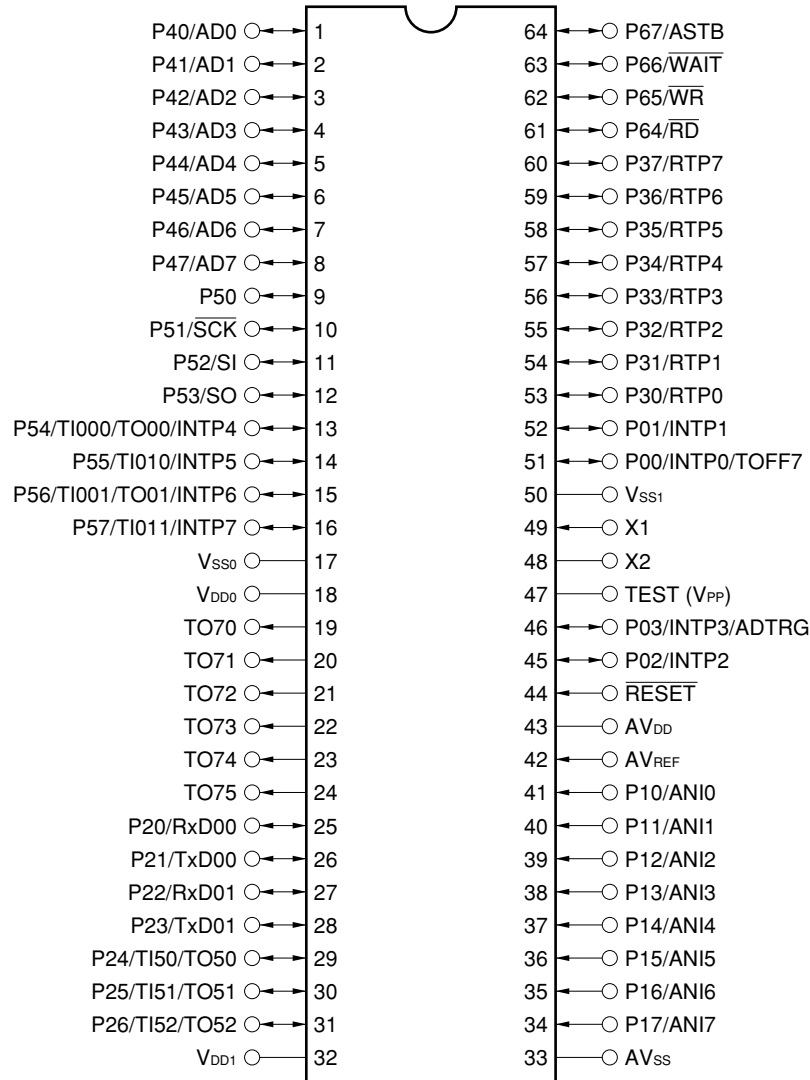 P40/AD0 1 64 P67/ASTB
P41/AD1 2 63 P66/W̅A̅I̅T̅
P42/AD2 3 62 P65/W̅R̅
P43/AD3 4 61 P64/R̅D̅
P44/AD4 5 60 P37/RTP7
P45/AD5 6 59 P36/RTP6
P46/AD6 7 58 P35/RTP5
P47/AD7 8 57 P34/RTP4
P50 9 56 P33/RTP3
P51/S̅C̅K̅ 10 55 P32/RTP2
P52/SI 11 54 P31/RTP1
P53/SO 12 53 P30/RTP0
P54/TI000/TO00/INTP4 13 52 P01/INTP1
P55/TI010/INTP5 14 51 P00/INTP0/TOFF7
P56/TI001/TO01/INTP6 15 50 VSS1
P57/TI011/INTP7 16 49 X1
VSS0 17 48 X2
VDD0 18 47 TEST (VPP)
TO70 19 46 P03/INTP3/ADTRG
TO71 20 45 P02/INTP2
TO72 21 44 R̅E̅S̅E̅T̅
TO73 22 43 AVDD
TO74 23 42 AVREF
TO75 24 41 P10/ANI0
P20/RxD00 25 40 P11/ANI1
P21/TxD00 26 39 P12/ANI2
P22/RxD01 27 38 P13/ANI3
P23/TxD01 28 37 P14/ANI4
P24/TI50/TO50 29 36 P15/ANI5
P25/TI51/TO51 30 35 P16/ANI6
P26/TI52/TO52 31 34 P17/ANI7
VDD1 32 33 AVSS